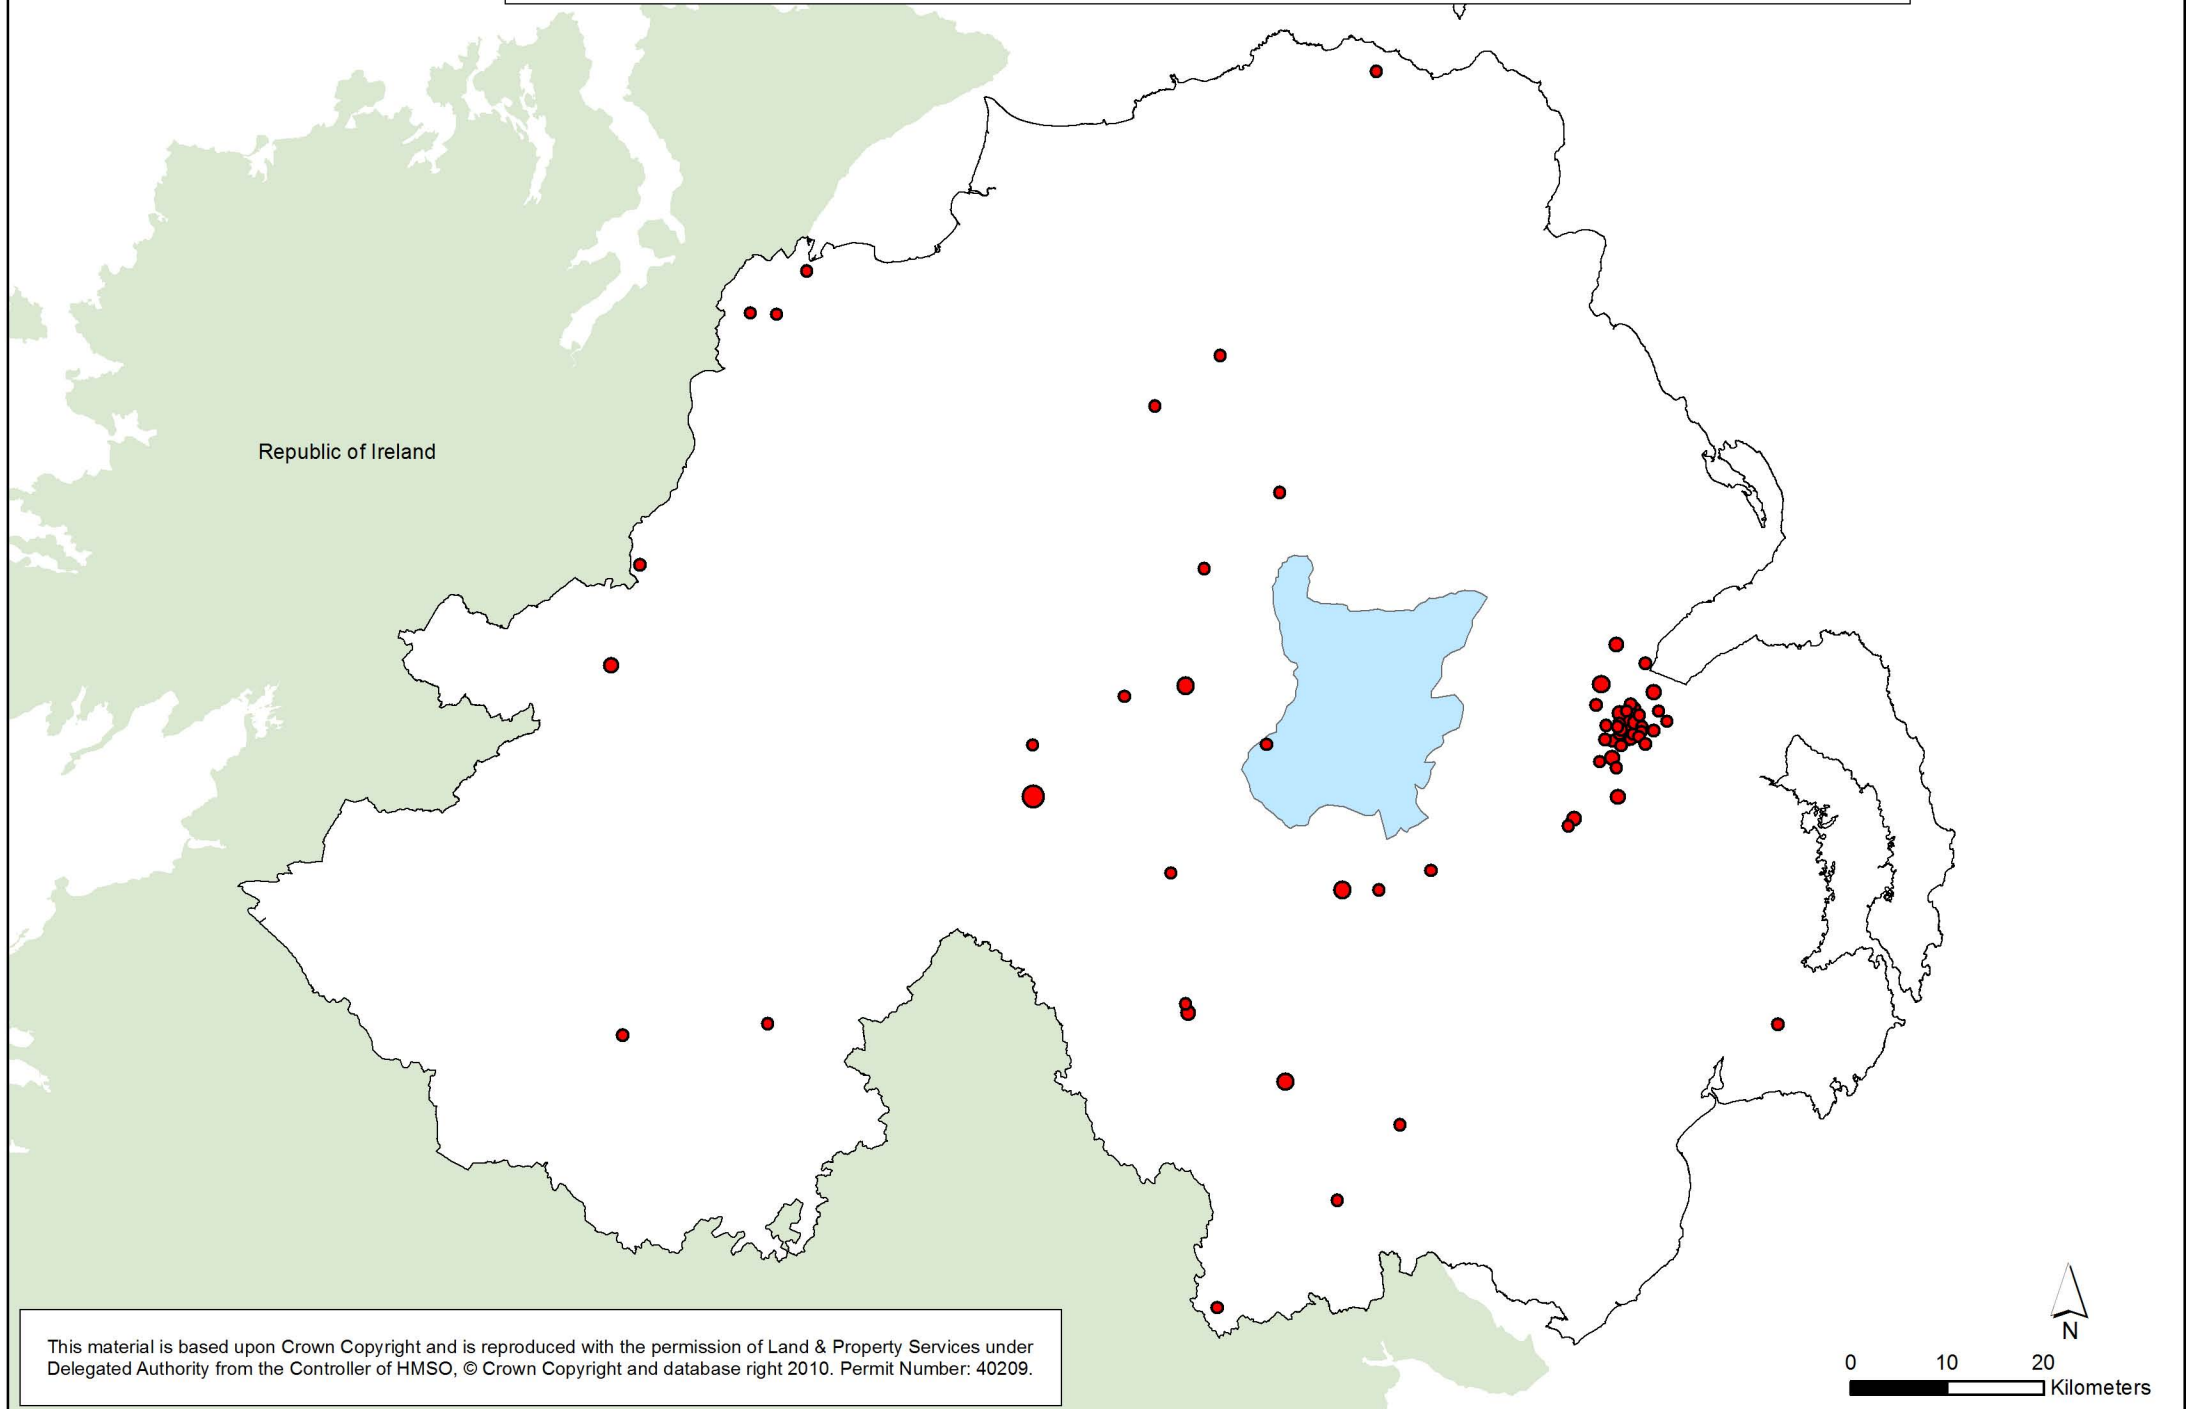 Republic of Ireland
This material is based upon Crown Copyright and is reproduced with the permission of Land & Property Services under
Delegated Authority from the Controller of HMSO, © Crown Copyright and database right 2010. Permit Number: 40209.
N
0 10 20
Kilometers